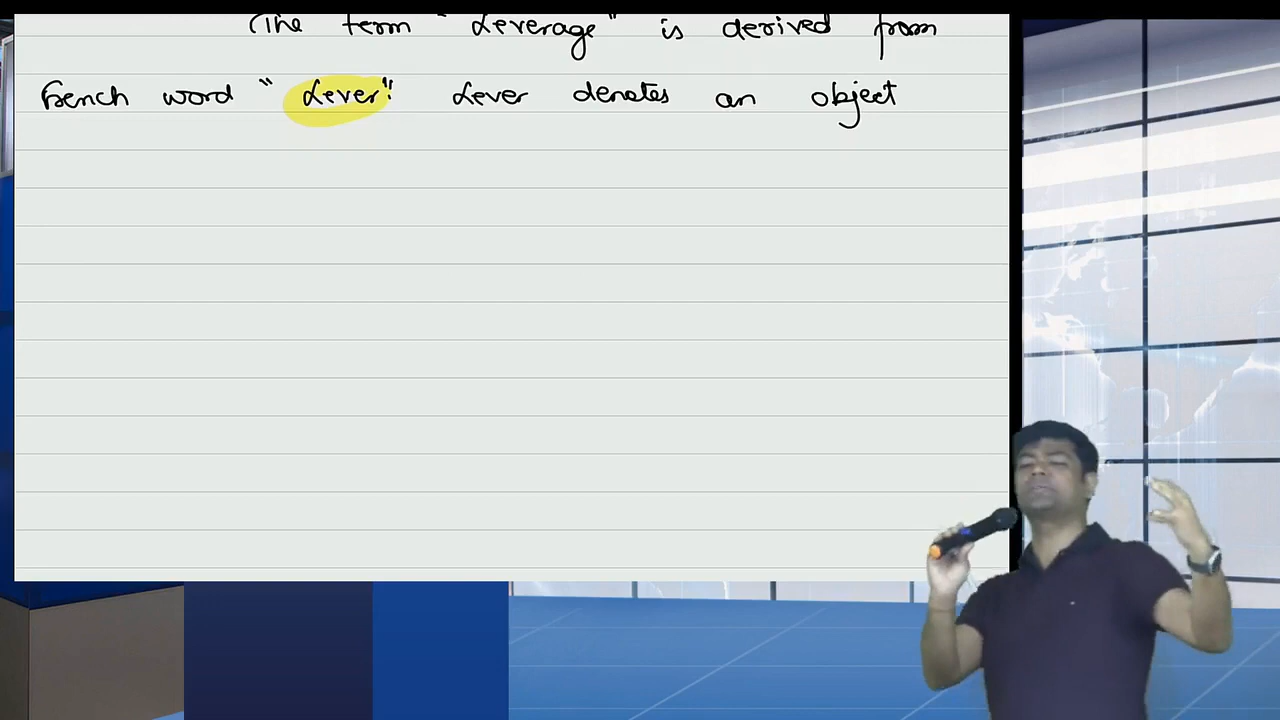 The term "Leverage" is derived from
French word "Lever". Lever denotes an object